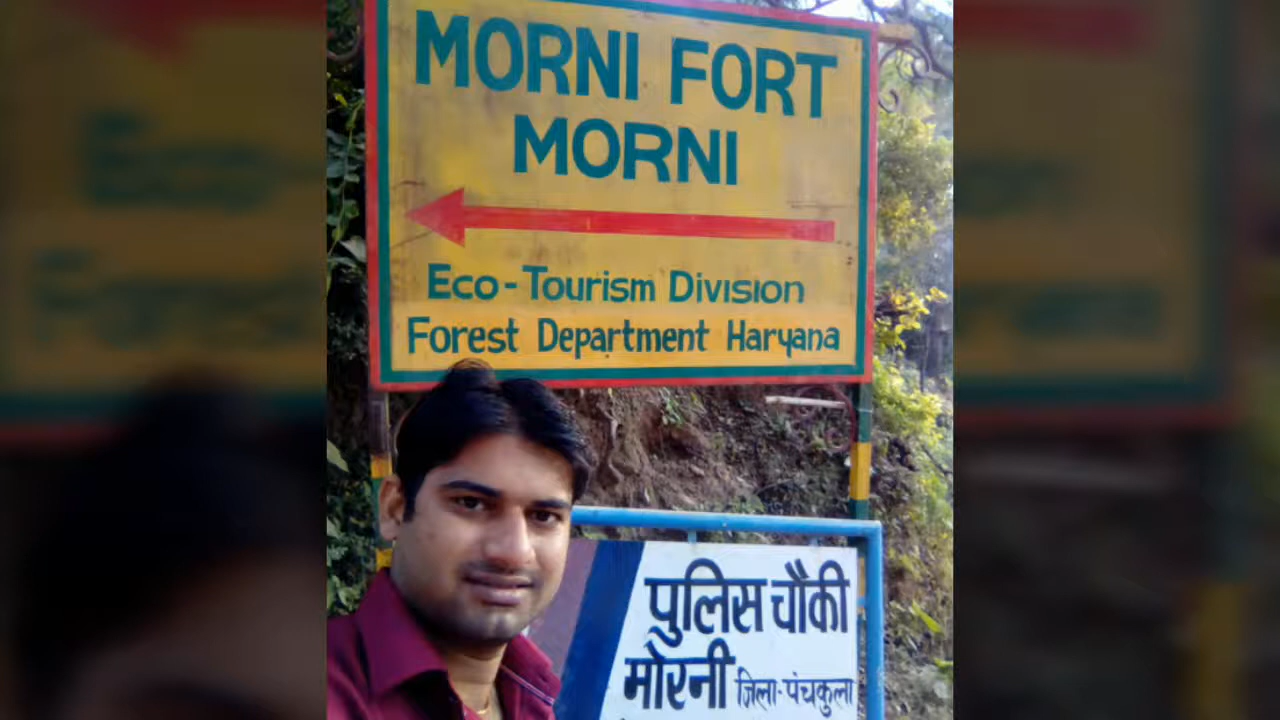 MORNI FORT
MORNI
Eco-Tourism Division
Forest Department Haryana
पुलिस चौकी
मोरनी जिला-पंचकुला